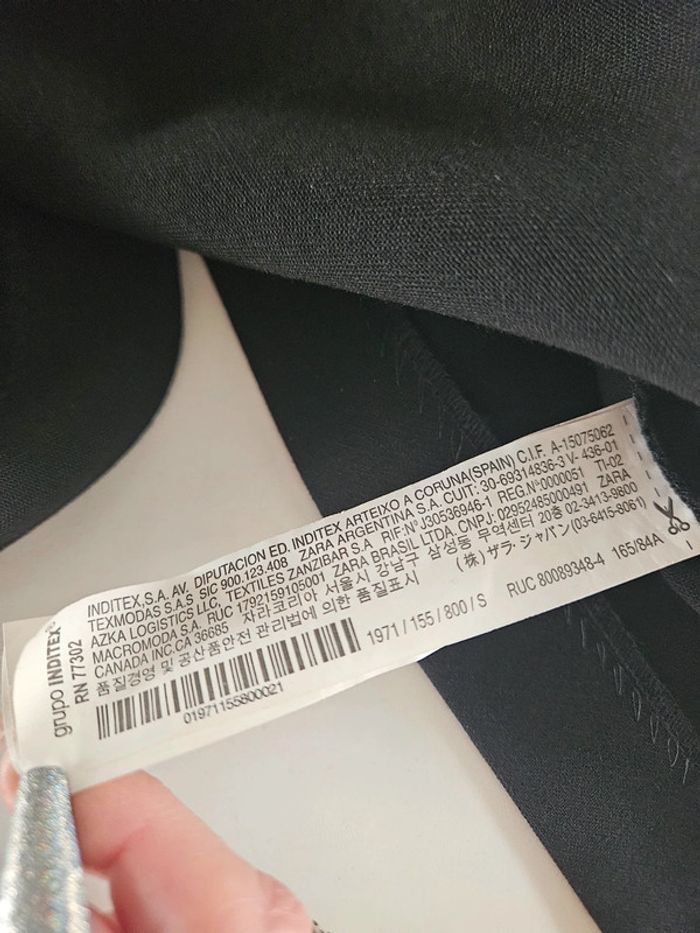 grupo INDITEX
RN 77302
INDITEX,S.A. AV. DIPUTACION ED. INDITEX ARTEIXO A CORUNA(SPAIN) C.I.F. A-15075062
TEXMODAS S.A.S SIC 900.123.408 ZARA ARGENTINA S.A. CUIT: 30-69314836-3 V- 436-01
AZKA LOGISTICS LLC, TEXTILES ZANZIBAR S.A RIF:Nº J30536946-1 REG.Nº0000051 TI-02
MACROMODA S.A. RUC 1792159105001, ZARA BRASIL LTDA. CNPJ: 02952485000491 ZARA
CANADA INC.CA 36685 자라코리아 서울시 강남구 삼성동 무역센터 20층 02-3413-9800
품질경영 및 공산품안전 관리법에 의한 품질표시 (株) ザラ・ジャパン(03-6415-8061)
1971 / 155 / 800 / S RUC 80089348-4 165/84A
01971155800021